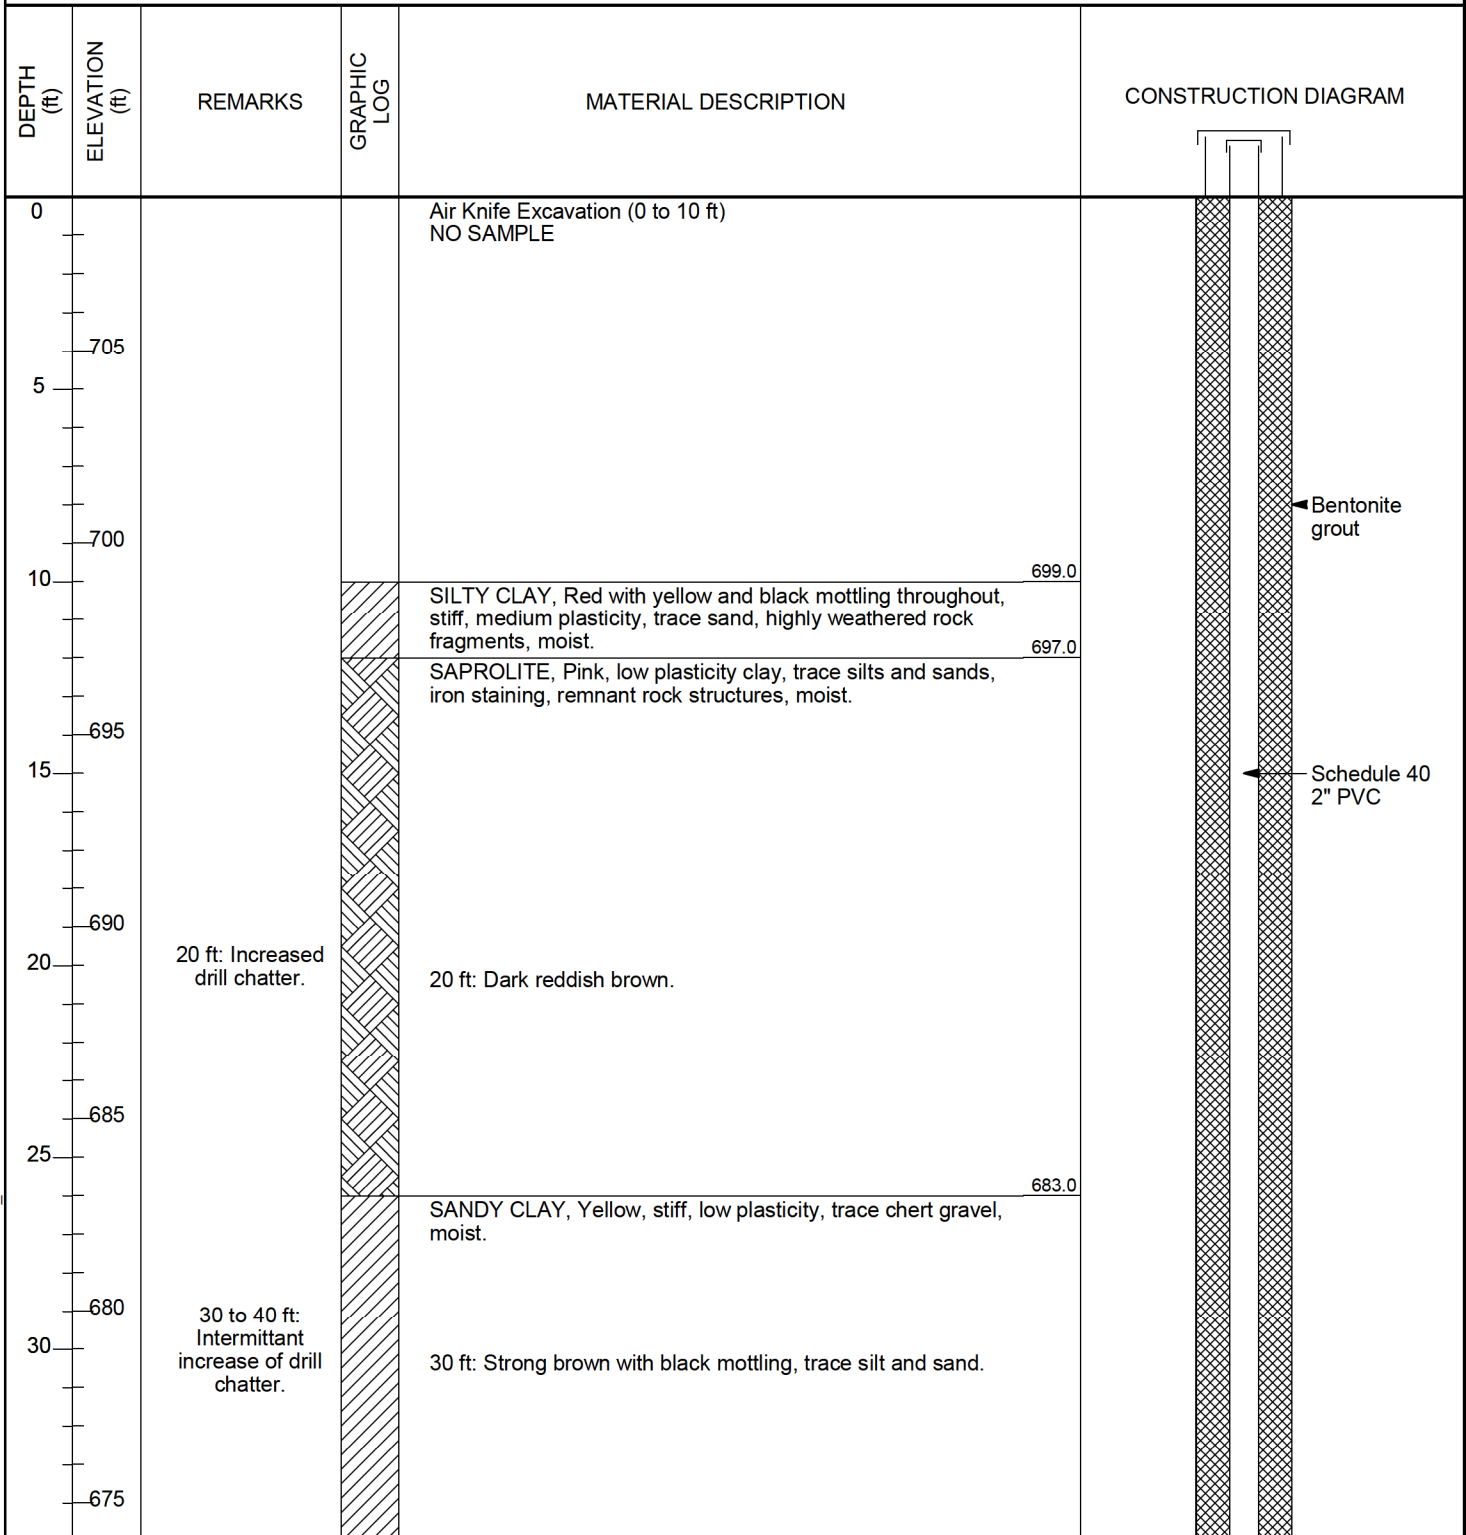 DEPTH
(ft)
ELEVATION
(ft)
REMARKS
GRAPHIC
LOG
MATERIAL DESCRIPTION
CONSTRUCTION DIAGRAM
0
Air Knife Excavation (0 to 10 ft)
NO SAMPLE
705
5
Bentonite
grout
700
699.0
10
SILTY CLAY, Red with yellow and black mottling throughout,
stiff, medium plasticity, trace sand, highly weathered rock
fragments, moist.
697.0
SAPROLITE, Pink, low plasticity clay, trace silts and sands,
iron staining, remnant rock structures, moist.
695
15
Schedule 40
2" PVC
690
20 ft: Increased
drill chatter.
20
20 ft: Dark reddish brown.
685
25
683.0
SANDY CLAY, Yellow, stiff, low plasticity, trace chert gravel,
moist.
680
30 to 40 ft:
Intermittant
increase of drill
chatter.
30
30 ft: Strong brown with black mottling, trace silt and sand.
675